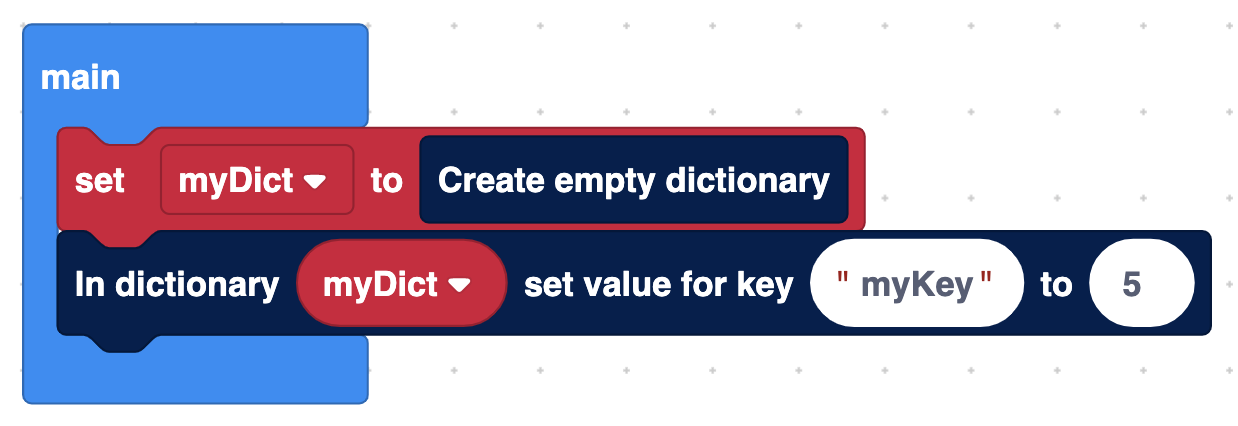 main
set myDict to Create empty dictionary
In dictionary myDict set value for key "myKey" to 5